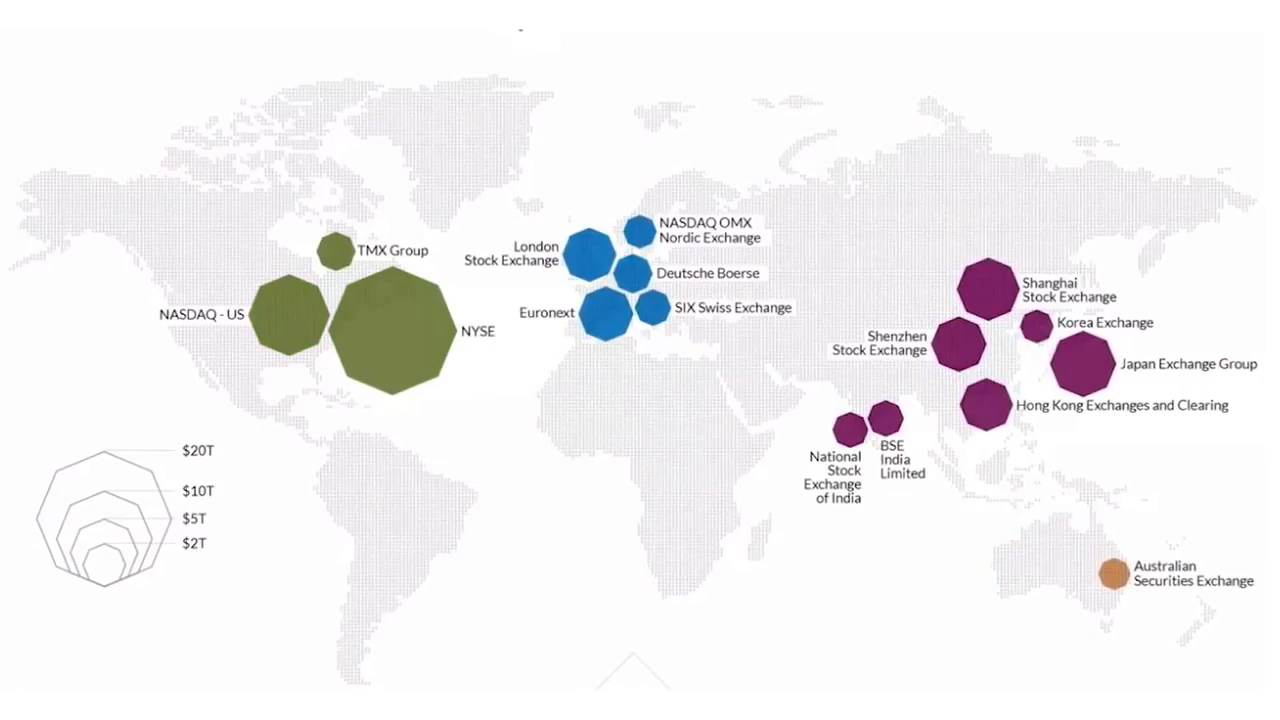 TMX Group
NASDAQ - US
NYSE
London
Stock Exchange
NASDAQ OMX
Nordic Exchange
Deutsche Boerse
Euronext
SIX Swiss Exchange
Shanghai
Stock Exchange
Korea Exchange
Shenzhen
Stock Exchange
Japan Exchange Group
Hong Kong Exchanges and Clearing
National
Stock
Exchange
of India
BSE
India
Limited
Australian
Securities Exchange
$20T
$10T
$5T
$2T